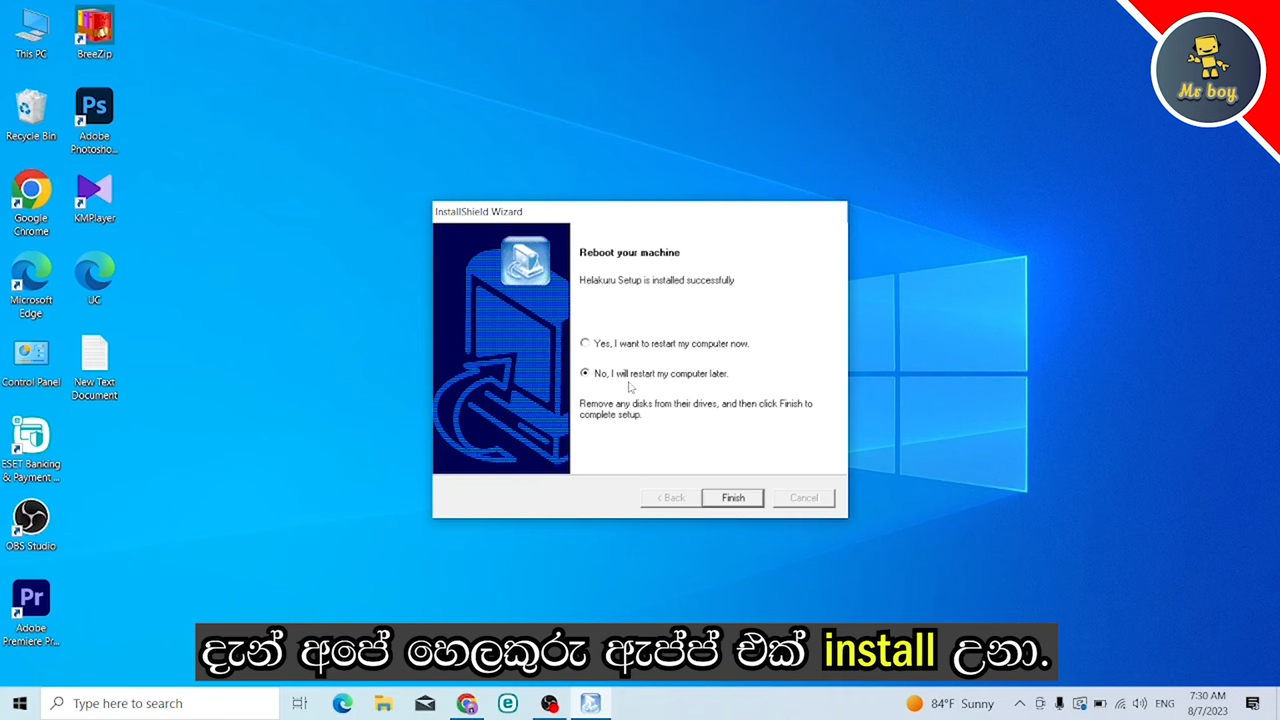 This PC
BreeZip
Recycle Bin
Ps
Adobe
Photosho...
Google
Chrome
KMPlayer
Microsoft
Edge
UC
Control Panel
New Text
Document
ESET Banking
& Payment ...
OBS Studio
Pr
Adobe
Premiere Pr...
Mr boy
InstallShield Wizard
Reboot your machine
Helakuru Setup is installed successfully
Yes, I want to restart my computer now.
No, I will restart my computer later.
Remove any disks from their drives, and then click Finish to
complete setup.
< Back
Finish
Cancel
දැන් අපේ හෙලකුරු ඇප්ප් එක් install උනා.
Type here to search
84°F Sunny
ENG
7:30 AM
8/7/2023